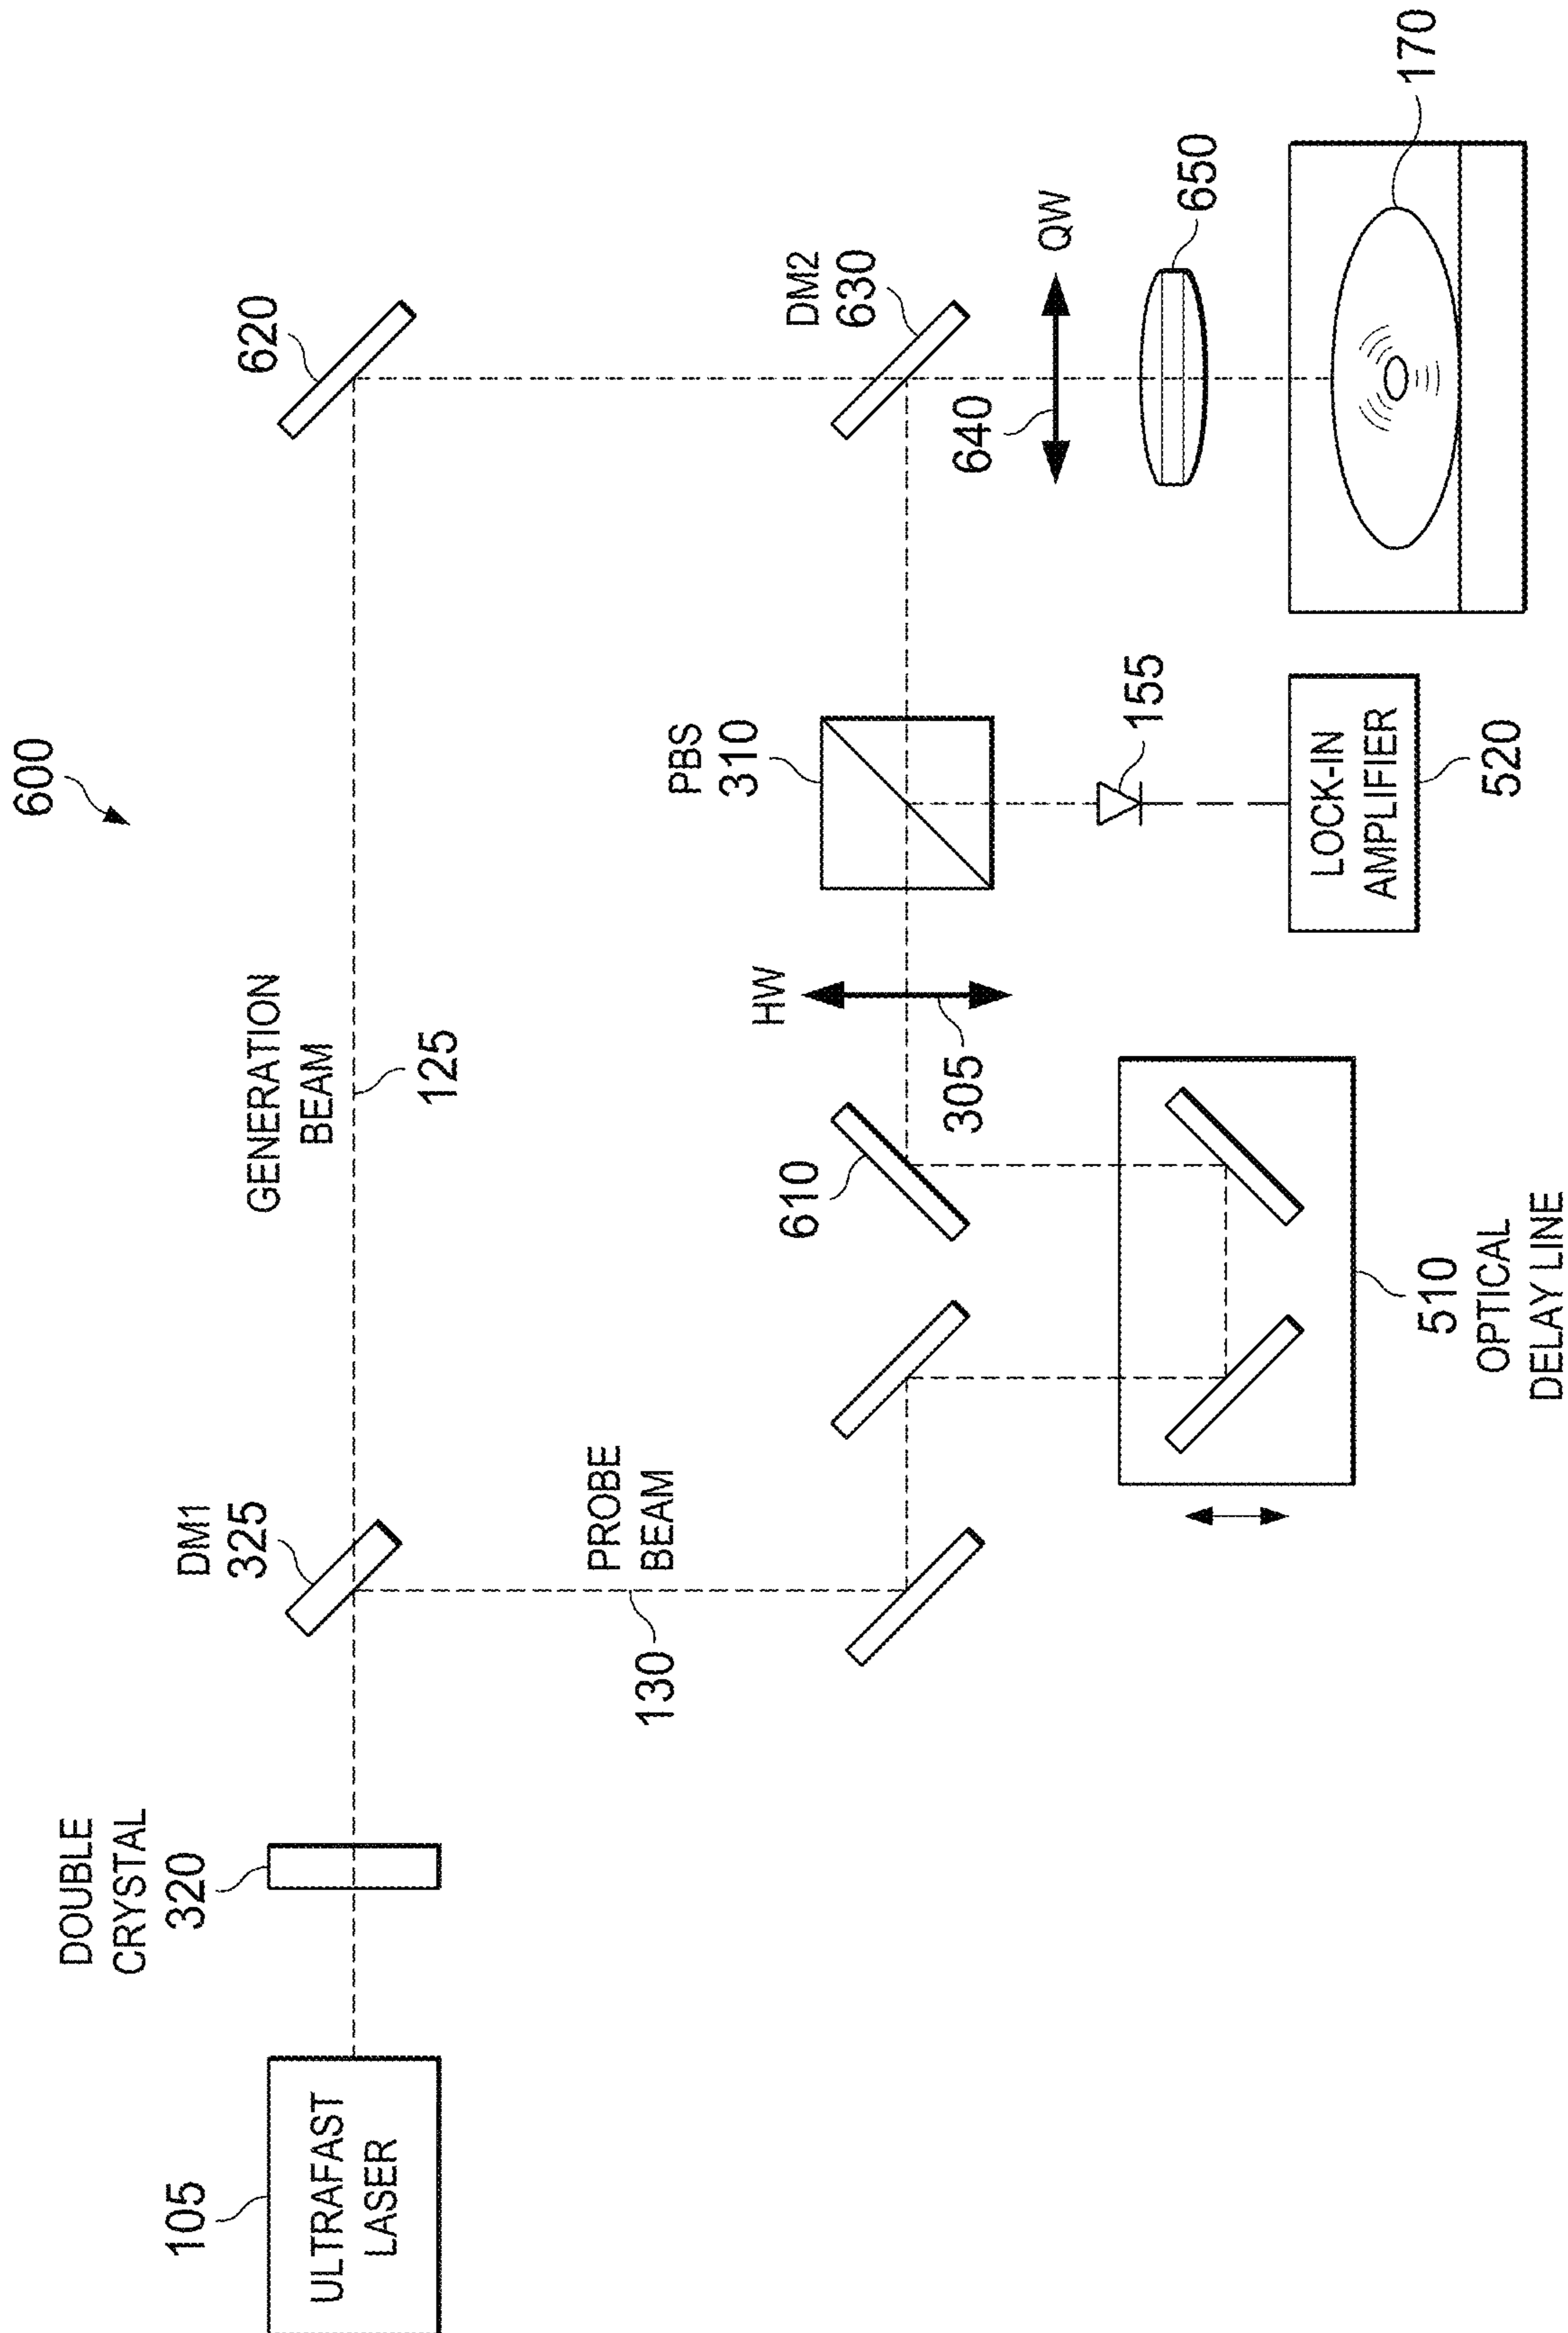 600
105
ULTRAFAST
LASER
DOUBLE
CRYSTAL
320
DM1
325
GENERATION
BEAM
125
620
PROBE
BEAM
130
610
HW
305
PBS
310
DM2
630
640
QW
650
155
170
510
OPTICAL
DELAY LINE
LOCK-IN
AMPLIFIER
520